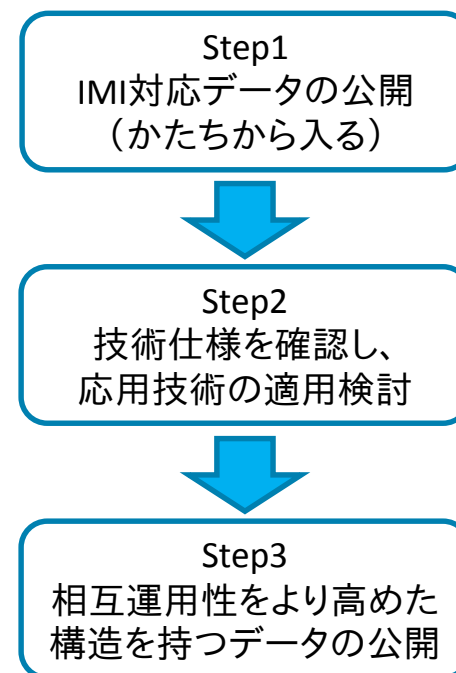 Step1
IMI対応データの公開
（かたちから入る）
Step2
技術仕様を確認し、
応用技術の適用検討
Step3
相互運用性をより高めた
構造を持つデータの公開